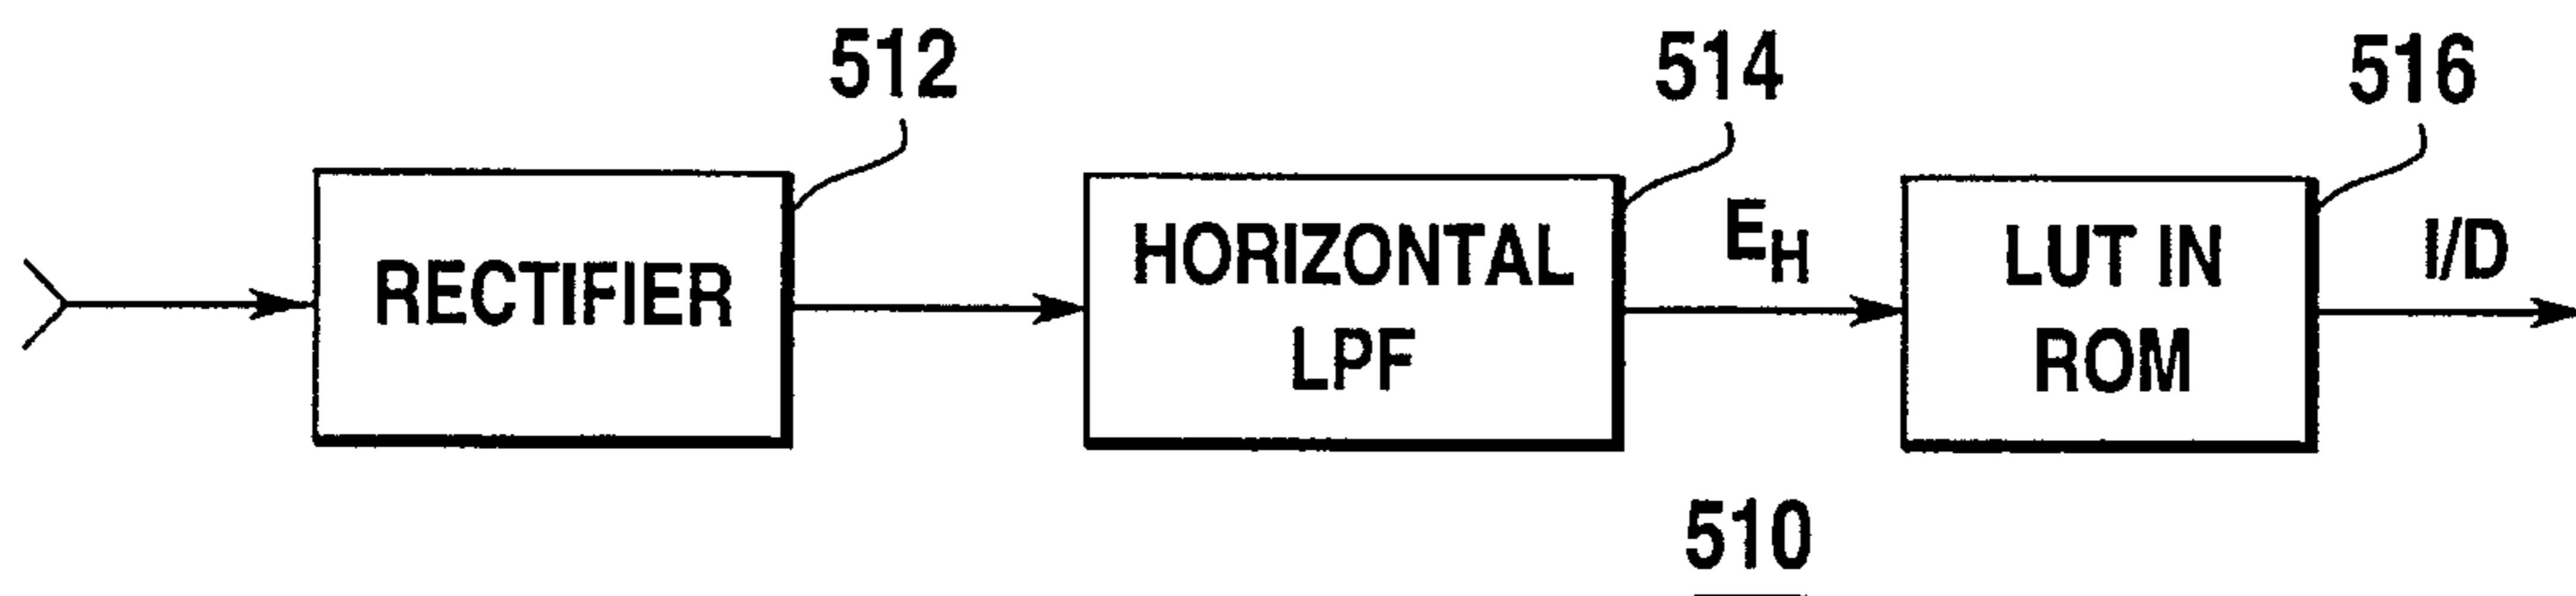 512
514
516
RECTIFIER
HORIZONTAL
LPF
E_H
LUT IN
ROM
I/D
510